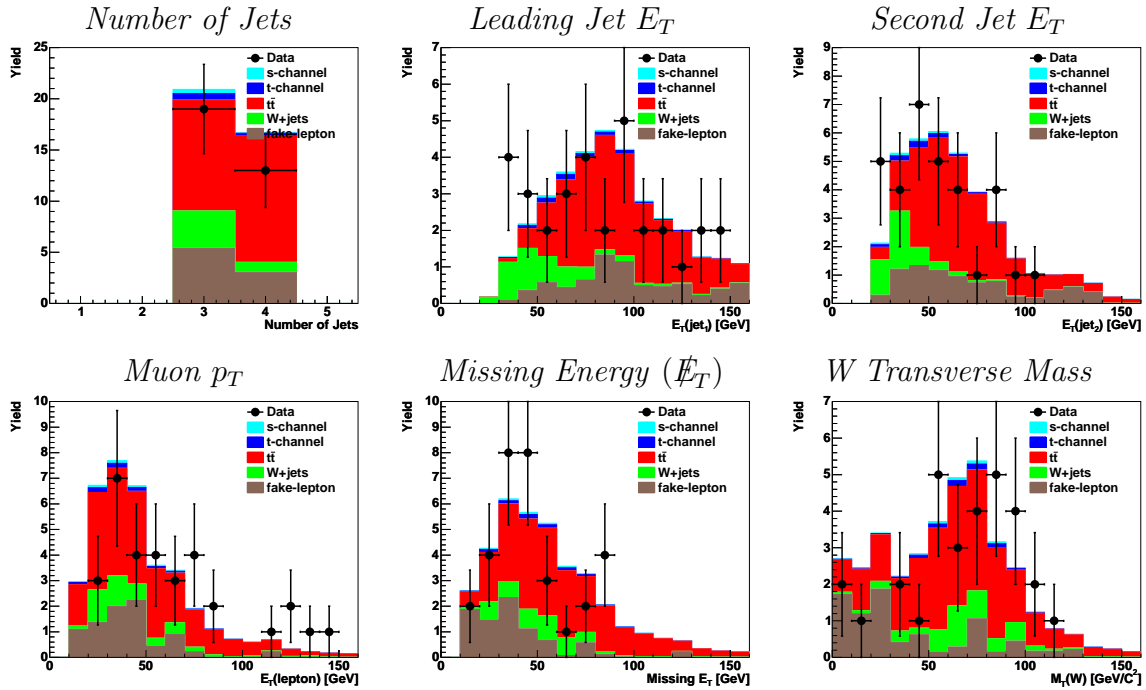 Number of Jets
Leading Jet E_T
Second Jet E_T
Yield
25
20
15
10
5
0
Data
s-channel
t-channel
tt̄
W+jets
fake-lepton
1 2 3 4 5
Number of Jets
Yield
7
6
5
4
3
2
1
0
Data
s-channel
t-channel
tt̄
W+jets
fake-lepton
0 50 100 150
E_T(jet_1) [GeV]
Yield
9
8
7
6
5
4
3
2
1
0
Data
s-channel
t-channel
tt̄
W+jets
fake-lepton
0 50 100 150
E_T(jet_2) [GeV]
Muon p_T
Missing Energy (E̸_T)
W Transverse Mass
Yield
10
9
8
7
6
5
4
3
2
1
0
Data
s-channel
t-channel
tt̄
W+jets
fake-lepton
0 50 100 150
E_T(lepton) [GeV]
Yield
10
9
8
7
6
5
4
3
2
1
0
Data
s-channel
t-channel
tt̄
W+jets
fake-lepton
0 50 100 150
Missing E_T [GeV]
Yield
7
6
5
4
3
2
1
0
Data
s-channel
t-channel
tt̄
W+jets
fake-lepton
0 50 100 150
M_T(W) [GeV/C²]